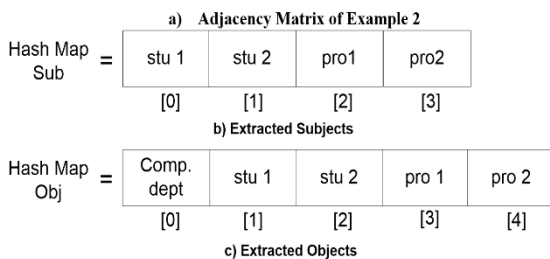 a) Adjacency Matrix of Example 2
Hash Map Sub = stu 1 stu 2 pro1 pro2
[0] [1] [2] [3]
b) Extracted Subjects
Hash Map Obj = Comp. dept stu 1 stu 2 pro 1 pro 2
[0] [1] [2] [3] [4]
c) Extracted Objects